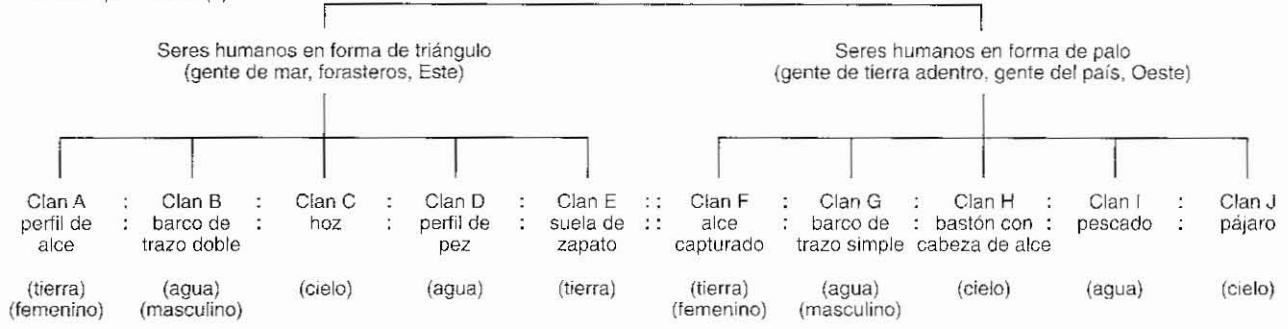 Seres humanos en forma de triángulo
(gente de mar, forasteros, Este)
Seres humanos en forma de palo
(gente de tierra adentro, gente del país, Oeste)
Clan A : Clan B : Clan C : Clan D : Clan E : : Clan F : Clan G : Clan H : Clan I : Clan J
perfil de : barco de : hoz : perfil de : suela de : : alce : barco de : bastón con : pescado : pájaro
alce trazo doble pez zapato capturado trazo simple cabeza de alce
(tierra) (agua) (cielo) (agua) (tierra) (tierra) (agua) (cielo) (agua) (cielo)
(femenino) (masculino) (femenino) (masculino)